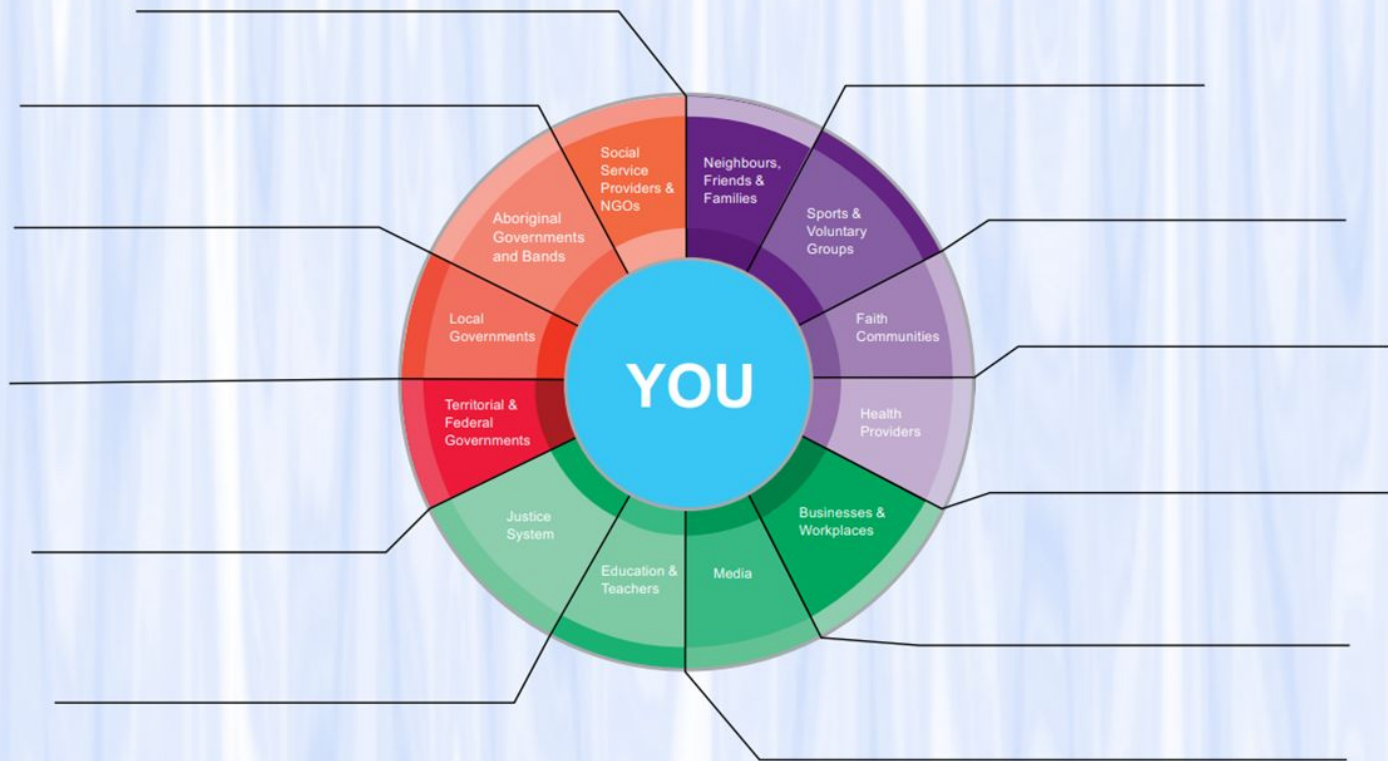 Social
Service
Providers &
NGOs
Neighbours,
Friends &
Families
Sports &
Voluntary
Groups
Faith
Communities
Health
Providers
Businesses &
Workplaces
Media
Education &
Teachers
Justice
System
Territorial &
Federal
Governments
Local
Governments
Aboriginal
Governments
and Bands
YOU